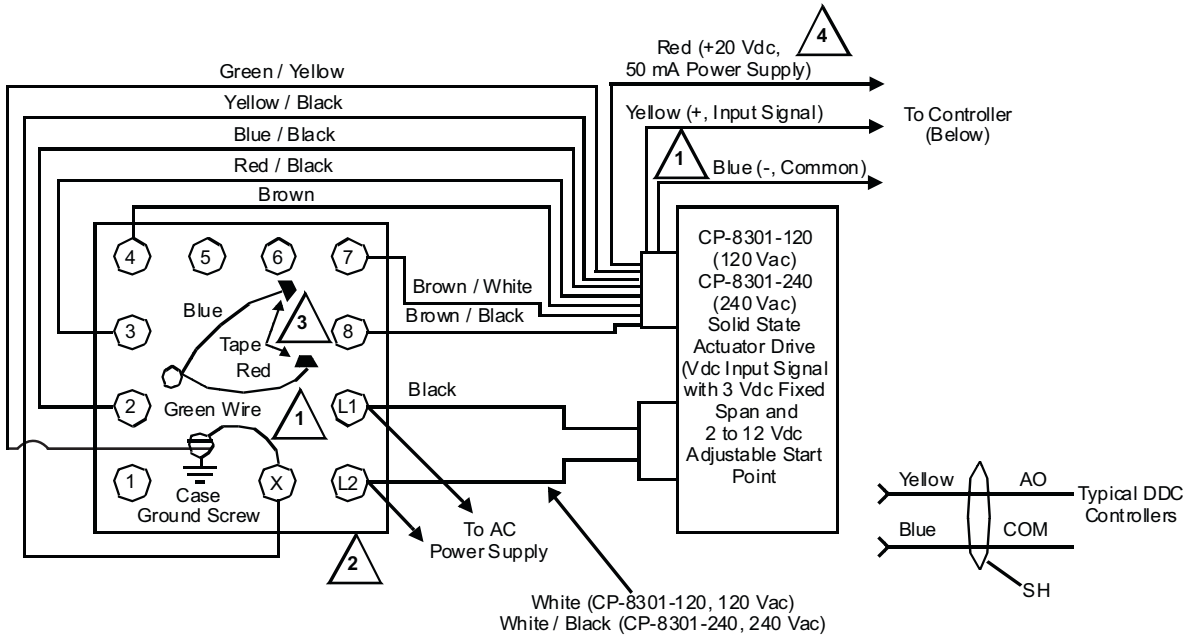 4
Red (+20 Vdc,
50 mA Power Supply)
Green / Yellow
Yellow / Black
Yellow (+, Input Signal)
To Controller
(Below)
Blue / Black
1
Red / Black
Blue (-, Common)
Brown
4
5
6
7
Brown / White
Brown / Black
Blue
3
3
Tape
8
Red
2
Green Wire
1
L1
Black
1
Case
Ground Screw
X
L2
To AC
Power Supply
2
CP-8301-120
(120 Vac)
CP-8301-240
(240 Vac)
Solid State
Actuator Drive
(Vdc Input Signal
with 3 Vdc Fixed
Span and
2 to 12 Vdc
Adjustable Start
Point
Yellow
AO
Typical DDC
Controllers
Blue
COM
SH
White (CP-8301-120, 120 Vac)
White / Black (CP-8301-240, 240 Vac)